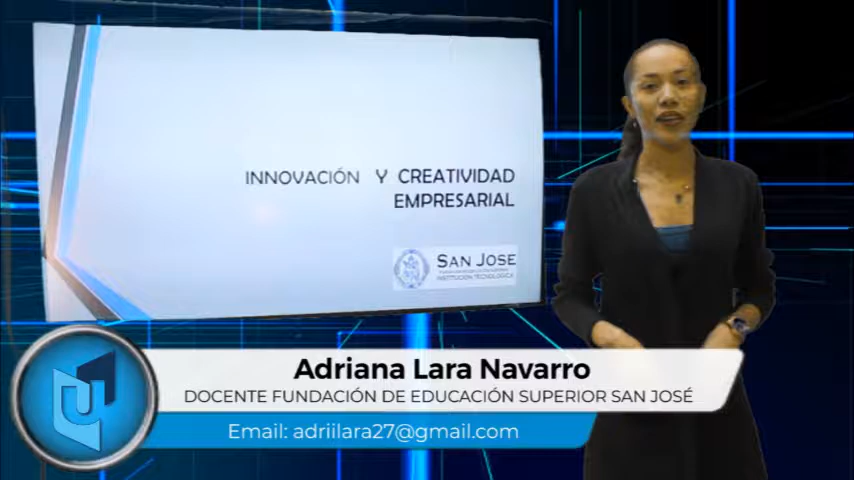 INNOVACIÓN Y CREATIVIDAD
EMPRESARIAL
SAN JOSE
INSTITUCIÓN TECNOLÓGICA
Adriana Lara Navarro
DOCENTE FUNDACIÓN DE EDUCACIÓN SUPERIOR SAN JOSÉ
Email: adriilara27@gmail.com